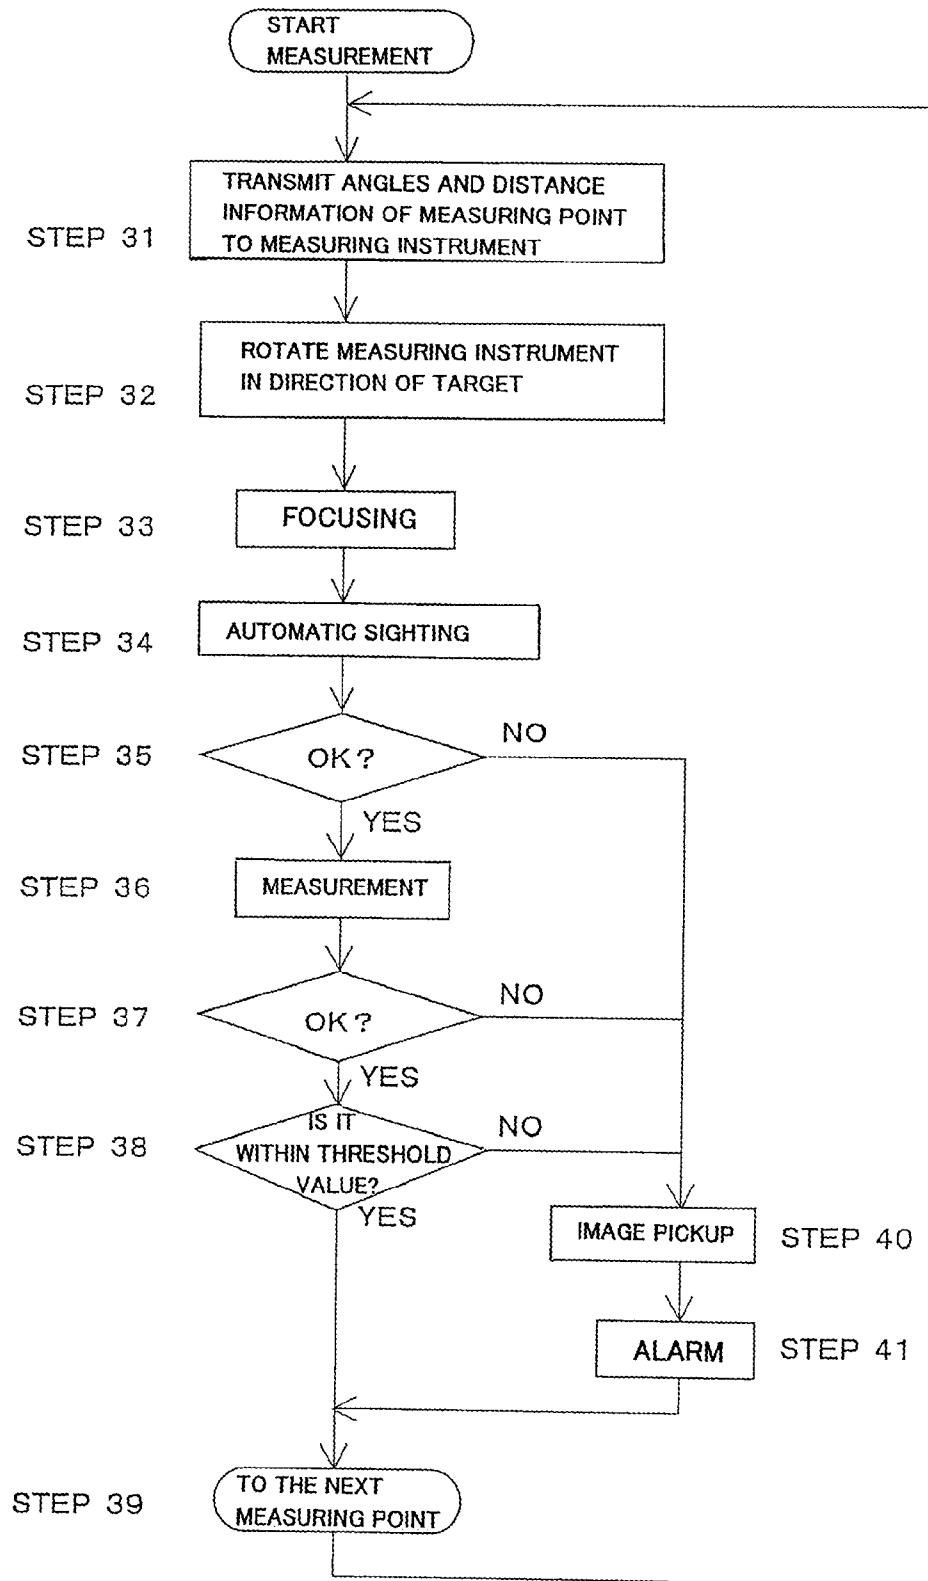 START
MEASUREMENT
TRANSMIT ANGLES AND DISTANCE
INFORMATION OF MEASURING POINT
TO MEASURING INSTRUMENT
STEP 31
ROTATE MEASURING INSTRUMENT
IN DIRECTION OF TARGET
STEP 32
FOCUSING
STEP 33
AUTOMATIC SIGHTING
STEP 34
NO
OK?
STEP 35
YES
MEASUREMENT
STEP 36
NO
OK?
STEP 37
YES
IS IT
WITHIN THRESHOLD
VALUE?
NO
STEP 38
YES
IMAGE PICKUP
STEP 40
ALARM
STEP 41
TO THE NEXT
MEASURING POINT
STEP 39